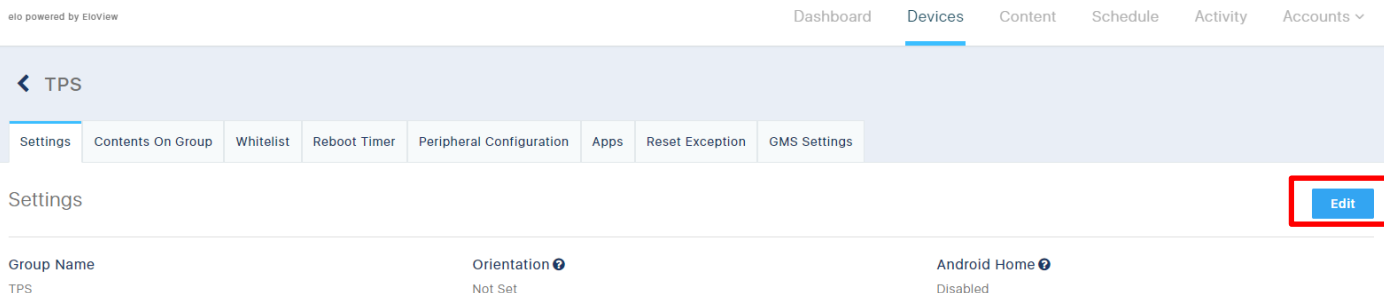 elo powered by EloView
Dashboard Devices Content Schedule Activity Accounts
TPS
Settings Contents On Group Whitelist Reboot Timer Peripheral Configuration Apps Reset Exception GMS Settings
Settings
Edit
Group Name Orientation ? Android Home ?
TPS Not Set Disabled